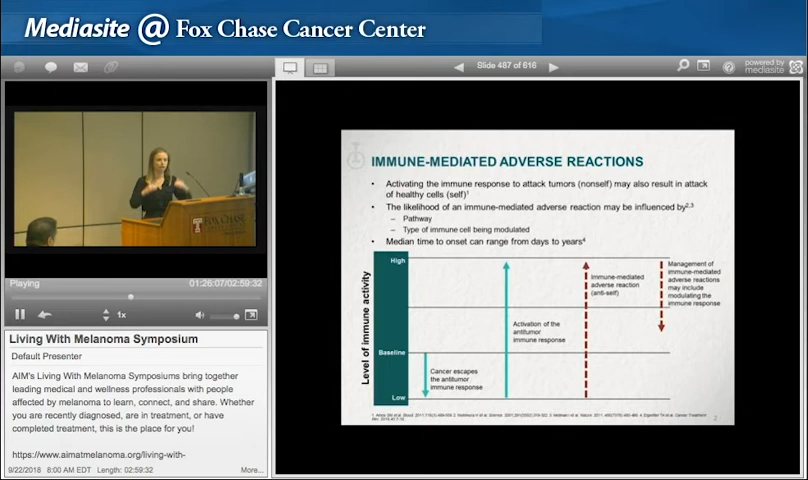 Mediasite @ Fox Chase Cancer Center
Slide 487 of 616
powered by
mediasite
FOX CHASE
Playing
01:26:07/02:59:32
1x
Living With Melanoma Symposium
Default Presenter
AIM's Living With Melanoma Symposiums bring together
leading medical and wellness professionals with people
affected by melanoma to learn, connect, and share. Whether
you are recently diagnosed, are in treatment, or have
completed treatment, this is the place for you!
https://www.aimatmelanoma.org/living-with-
9/22/2018 8:00 AM EDT Length: 02:59:32 More...
IMMUNE-MEDIATED ADVERSE REACTIONS
• Activating the immune response to attack tumors (nonself) may also result in attack
of healthy cells (self)1
• The likelihood of an immune-mediated adverse reaction may be influenced by2,3
– Pathway
– Type of immune cell being modulated
• Median time to onset can range from days to years4
Level of immune activity
High
Baseline
Low
Cancer escapes
the antitumor
immune response
Activation of the
antitumor
immune response
Immune-mediated
adverse reaction
(anti-self)
Management of
immune-mediated
adverse reactions
may include
modulating the
immune response
2